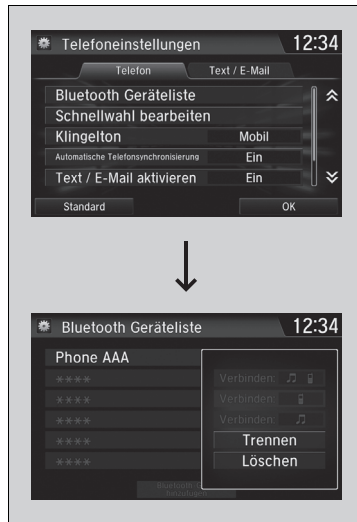 Telefoneinstellungen 12:34
Telefon Text / E-Mail
Bluetooth Geräteliste
Schnellwahl bearbeiten
Klingelton Mobil
Automatische Telefonsynchronisierung Ein
Text / E-Mail aktivieren Ein
Standard OK
Bluetooth Geräteliste 12:34
Phone AAA
**** Verbinden:
**** Verbinden:
**** Verbinden:
**** Trennen
**** Löschen
Bluetooth
hinzufügen